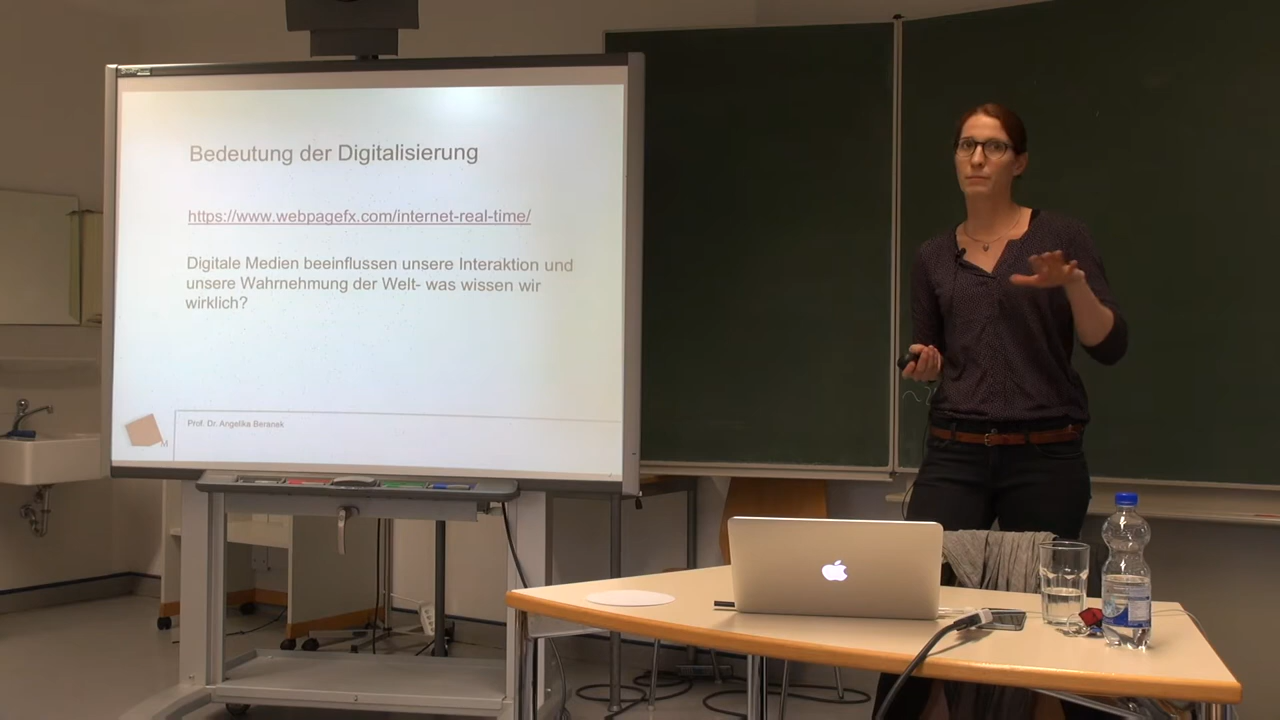 Bedeutung der Digitalisierung
https://www.webpagefx.com/internet-real-time/
Digitale Medien beeinflussen unsere Interaktion und
unsere Wahrnehmung der Welt- was wissen wir
wirklich?
Prof. Dr. Angelika Beranek
M